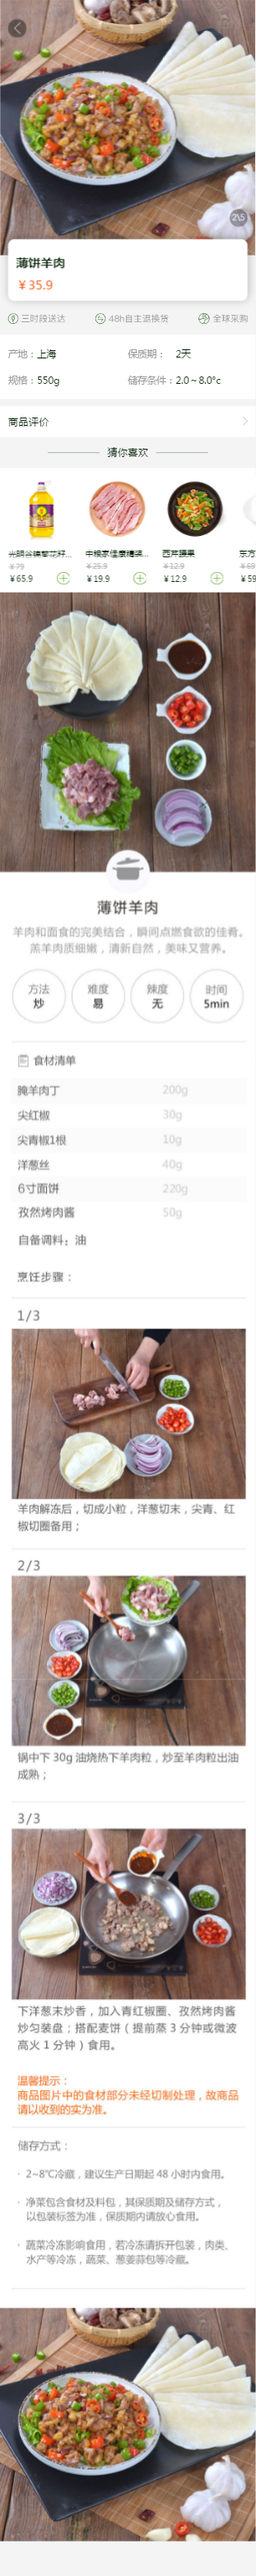 2\5
薄饼羊肉
￥35.9
三时段送达 48h自主退换货 全球采购
产地：上海 保质期： 2天
规格：550g 储存条件：2.0～8.0°c
商品评价
猜你喜欢
西芹腰果 东方
￥79 ￥25.9 ￥12.9
￥65.9 ￥19.9 ￥12.9
薄饼羊肉
羊肉和面食的完美结合，瞬间点燃食欲的佳肴。
羔羊肉质细嫩，清新自然，美味又营养。
方法 难度 辣度 时间
炒 易 无 5min
食材清单
腌羊肉丁 200g
尖红椒 30g
尖青椒1根 10g
洋葱丝 40g
6寸面饼 220g
孜然烤肉酱 50g
自备调料：油
烹饪步骤：
1/3
羊肉解冻后，切成小粒，洋葱切末，尖青、红
椒切圈备用；
2/3
锅中下 30g 油烧热下羊肉粒，炒至羊肉粒出油
成熟；
3/3
下洋葱末炒香，加入青红椒圈、孜然烤肉酱
炒匀装盘；搭配麦饼（提前蒸 3 分钟或微波
高火 1 分钟）食用。
温馨提示：
商品图片中的食材部分未经切制处理，故商品
请以收到的实为准。
储存方式：
· 2~8℃冷藏，建议生产日期起 48 小时内食用。
· 净菜包含食材及料包，其保质期及储存方式，
以包装标签为准，保质期内请放心食用。
· 蔬菜冷冻影响食用，若冷冻请拆开包装，肉类、
水产等冷冻，蔬菜、葱姜蒜包等冷藏。